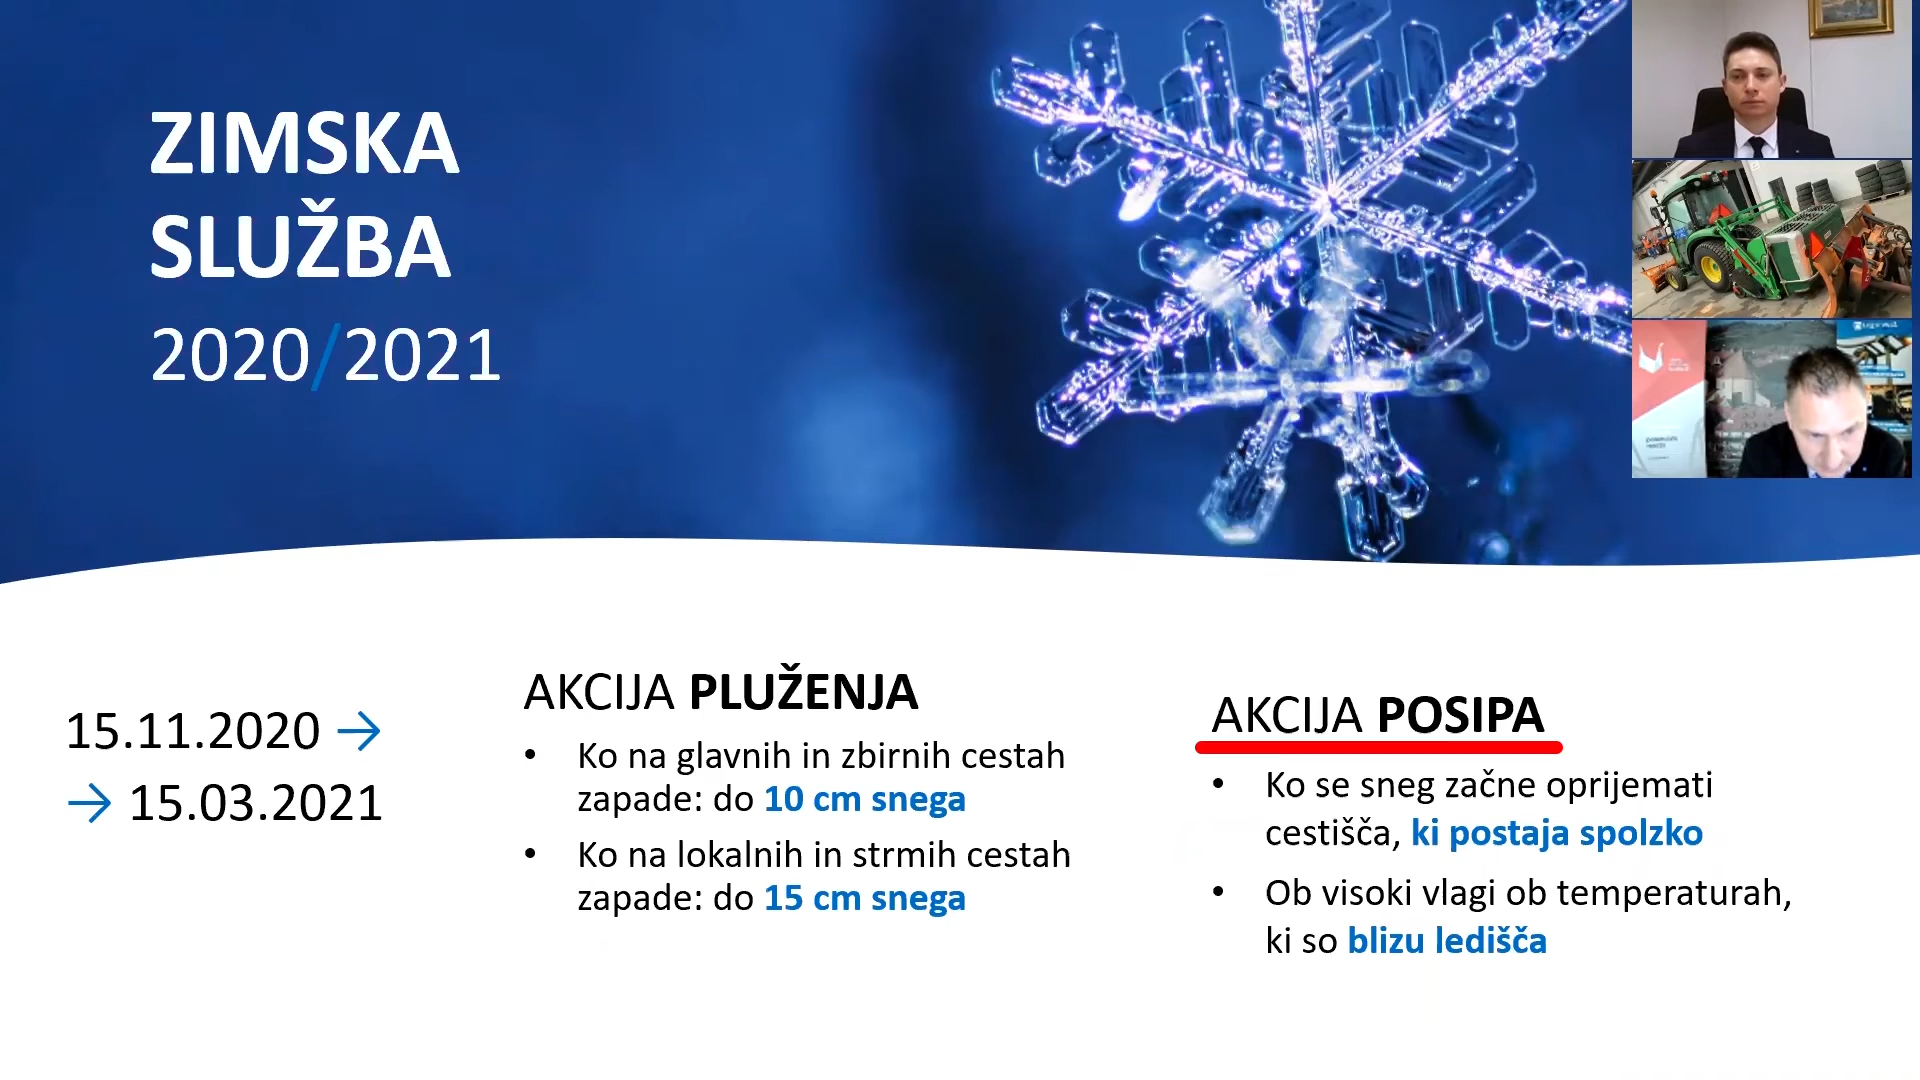 ZIMSKA
SLUŽBA
2020/2021
15.11.2020 →
→ 15.03.2021
AKCIJA PLUŽENJA
• Ko na glavnih in zbirnih cestah
zapade: do 10 cm snega
• Ko na lokalnih in strmih cestah
zapade: do 15 cm snega
AKCIJA POSIPA
• Ko se sneg začne oprijemati
cestišča, ki postaja spolzko
• Ob visoki vlagi ob temperaturah,
ki so blizu ledišča